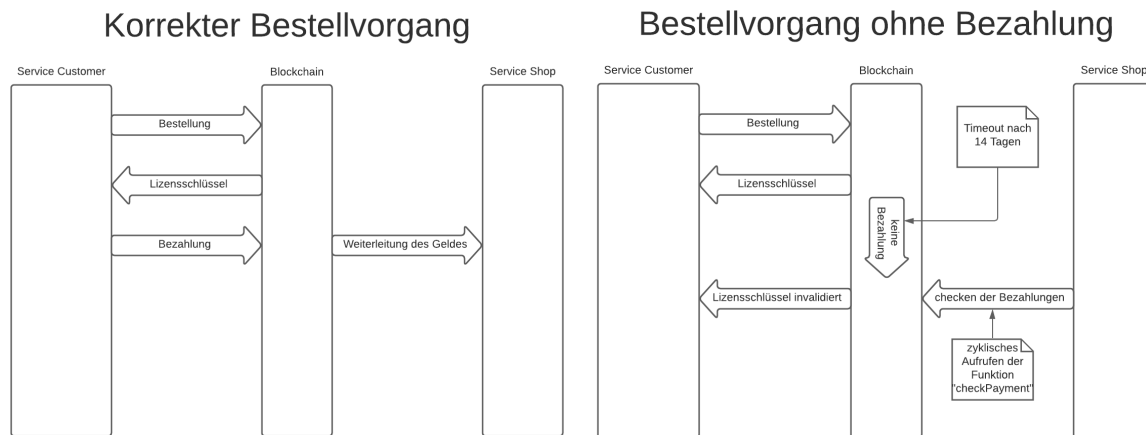 Korrekter Bestellvorgang
Service Customer
Blockchain
Service Shop
Bestellung
Lizensschlüssel
Bezahlung
Weiterleitung des Geldes
Bestellvorgang ohne Bezahlung
Service Customer
Blockchain
Service Shop
Bestellung
Timeout nach
14 Tagen
Lizensschlüssel
keine
Bezahlung
Lizensschlüssel invalidiert
checken der Bezahlungen
zyklisches
Aufrufen der
Funktion
"checkPayment"